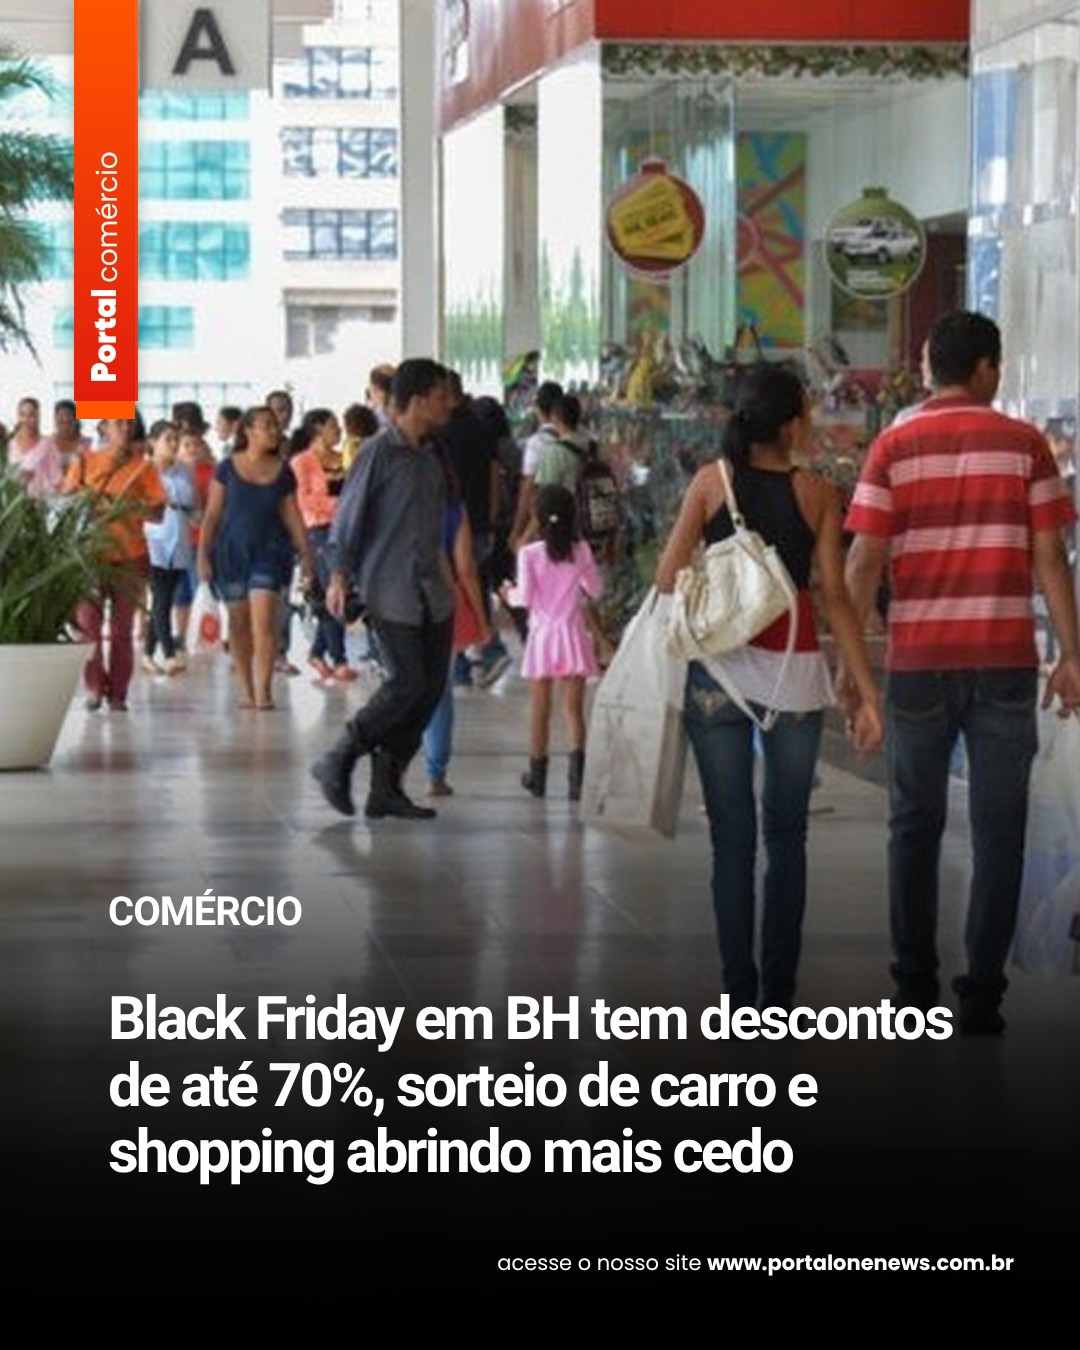 A
Portal comércio
COMÉRCIO
Black Friday em BH tem descontos
de até 70%, sorteio de carro e
shopping abrindo mais cedo
acesse o nosso site www.portalonenews.com.br